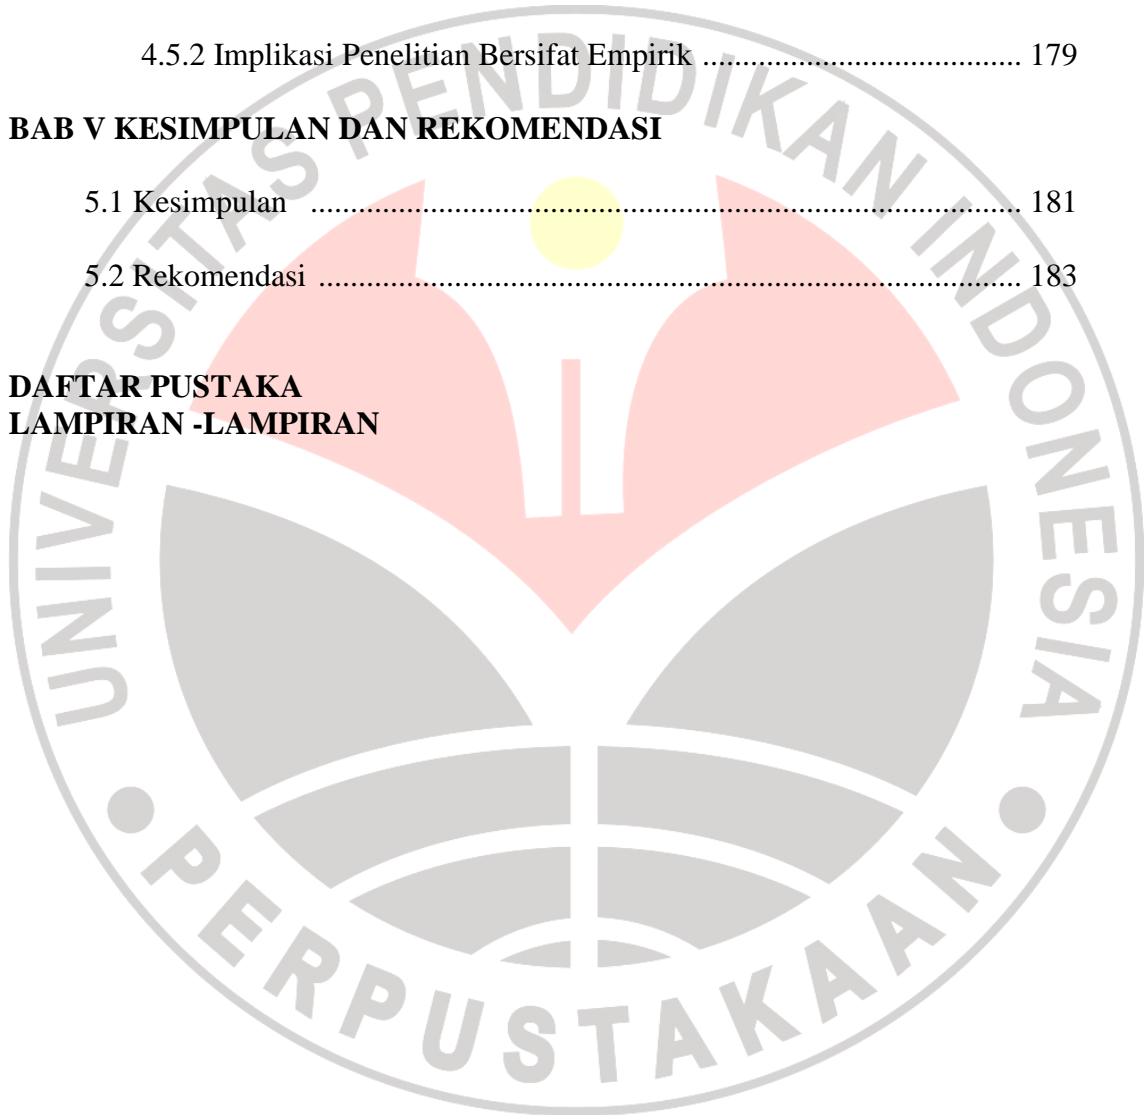 4.5.2 Implikasi Penelitian Bersifat Empirik ........................................ 179
BAB V KESIMPULAN DAN REKOMENDASI
5.1 Kesimpulan ......................................................................................... 181
5.2 Rekomendasi ........................................................................................ 183
DAFTAR PUSTAKA
LAMPIRAN -LAMPIRAN
UNIVERSITAS PENDIDIKAN INDONESIA
PERPUSTAKAAN